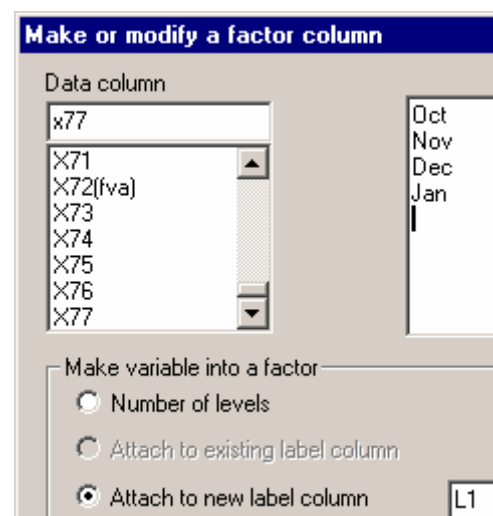 Make or modify a factor column
Data column
x77
X71
X72(fva)
X73
X74
X75
X76
X77
Oct
Nov
Dec
Jan
Make variable into a factor
Number of levels
Attach to existing label column
Attach to new label column
L1